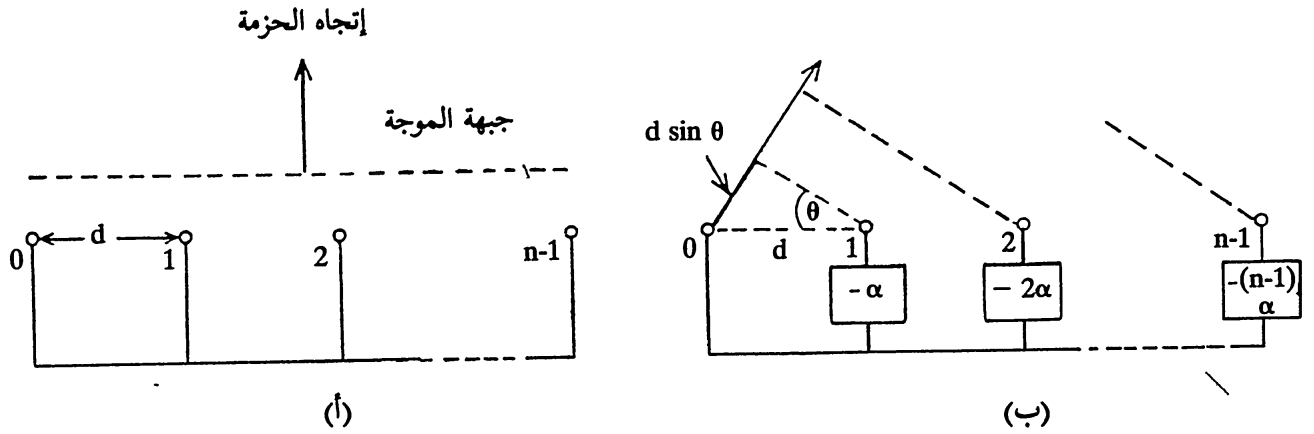 إتجاه الحزمة
جبهة الموجة
d
0
1
2
n-1
(أ)
d sin θ
θ
0
d
1
2
n-1
- α
– 2α
-(n-1)
α
(ب)